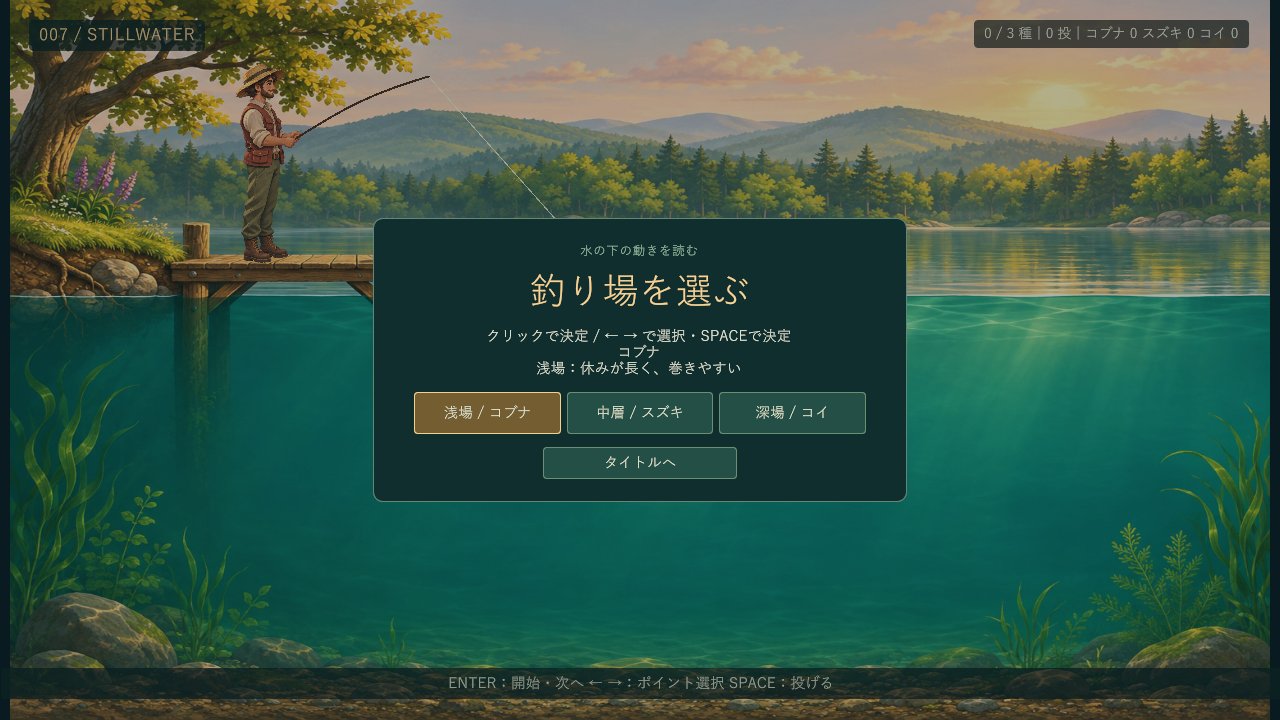 007 / STILLWATER
0 / 3 種 | 0 投 | コブナ 0 スズキ 0 コイ 0
水の下の動きを読む
釣り場を選ぶ
クリックで決定 / ← → で選択・SPACEで決定
コブナ
浅場：休みが長く、巻きやすい
浅場 / コブナ
中層 / スズキ
深場 / コイ
タイトルへ
ENTER：開始・次へ ← →：ポイント選択 SPACE：投げる